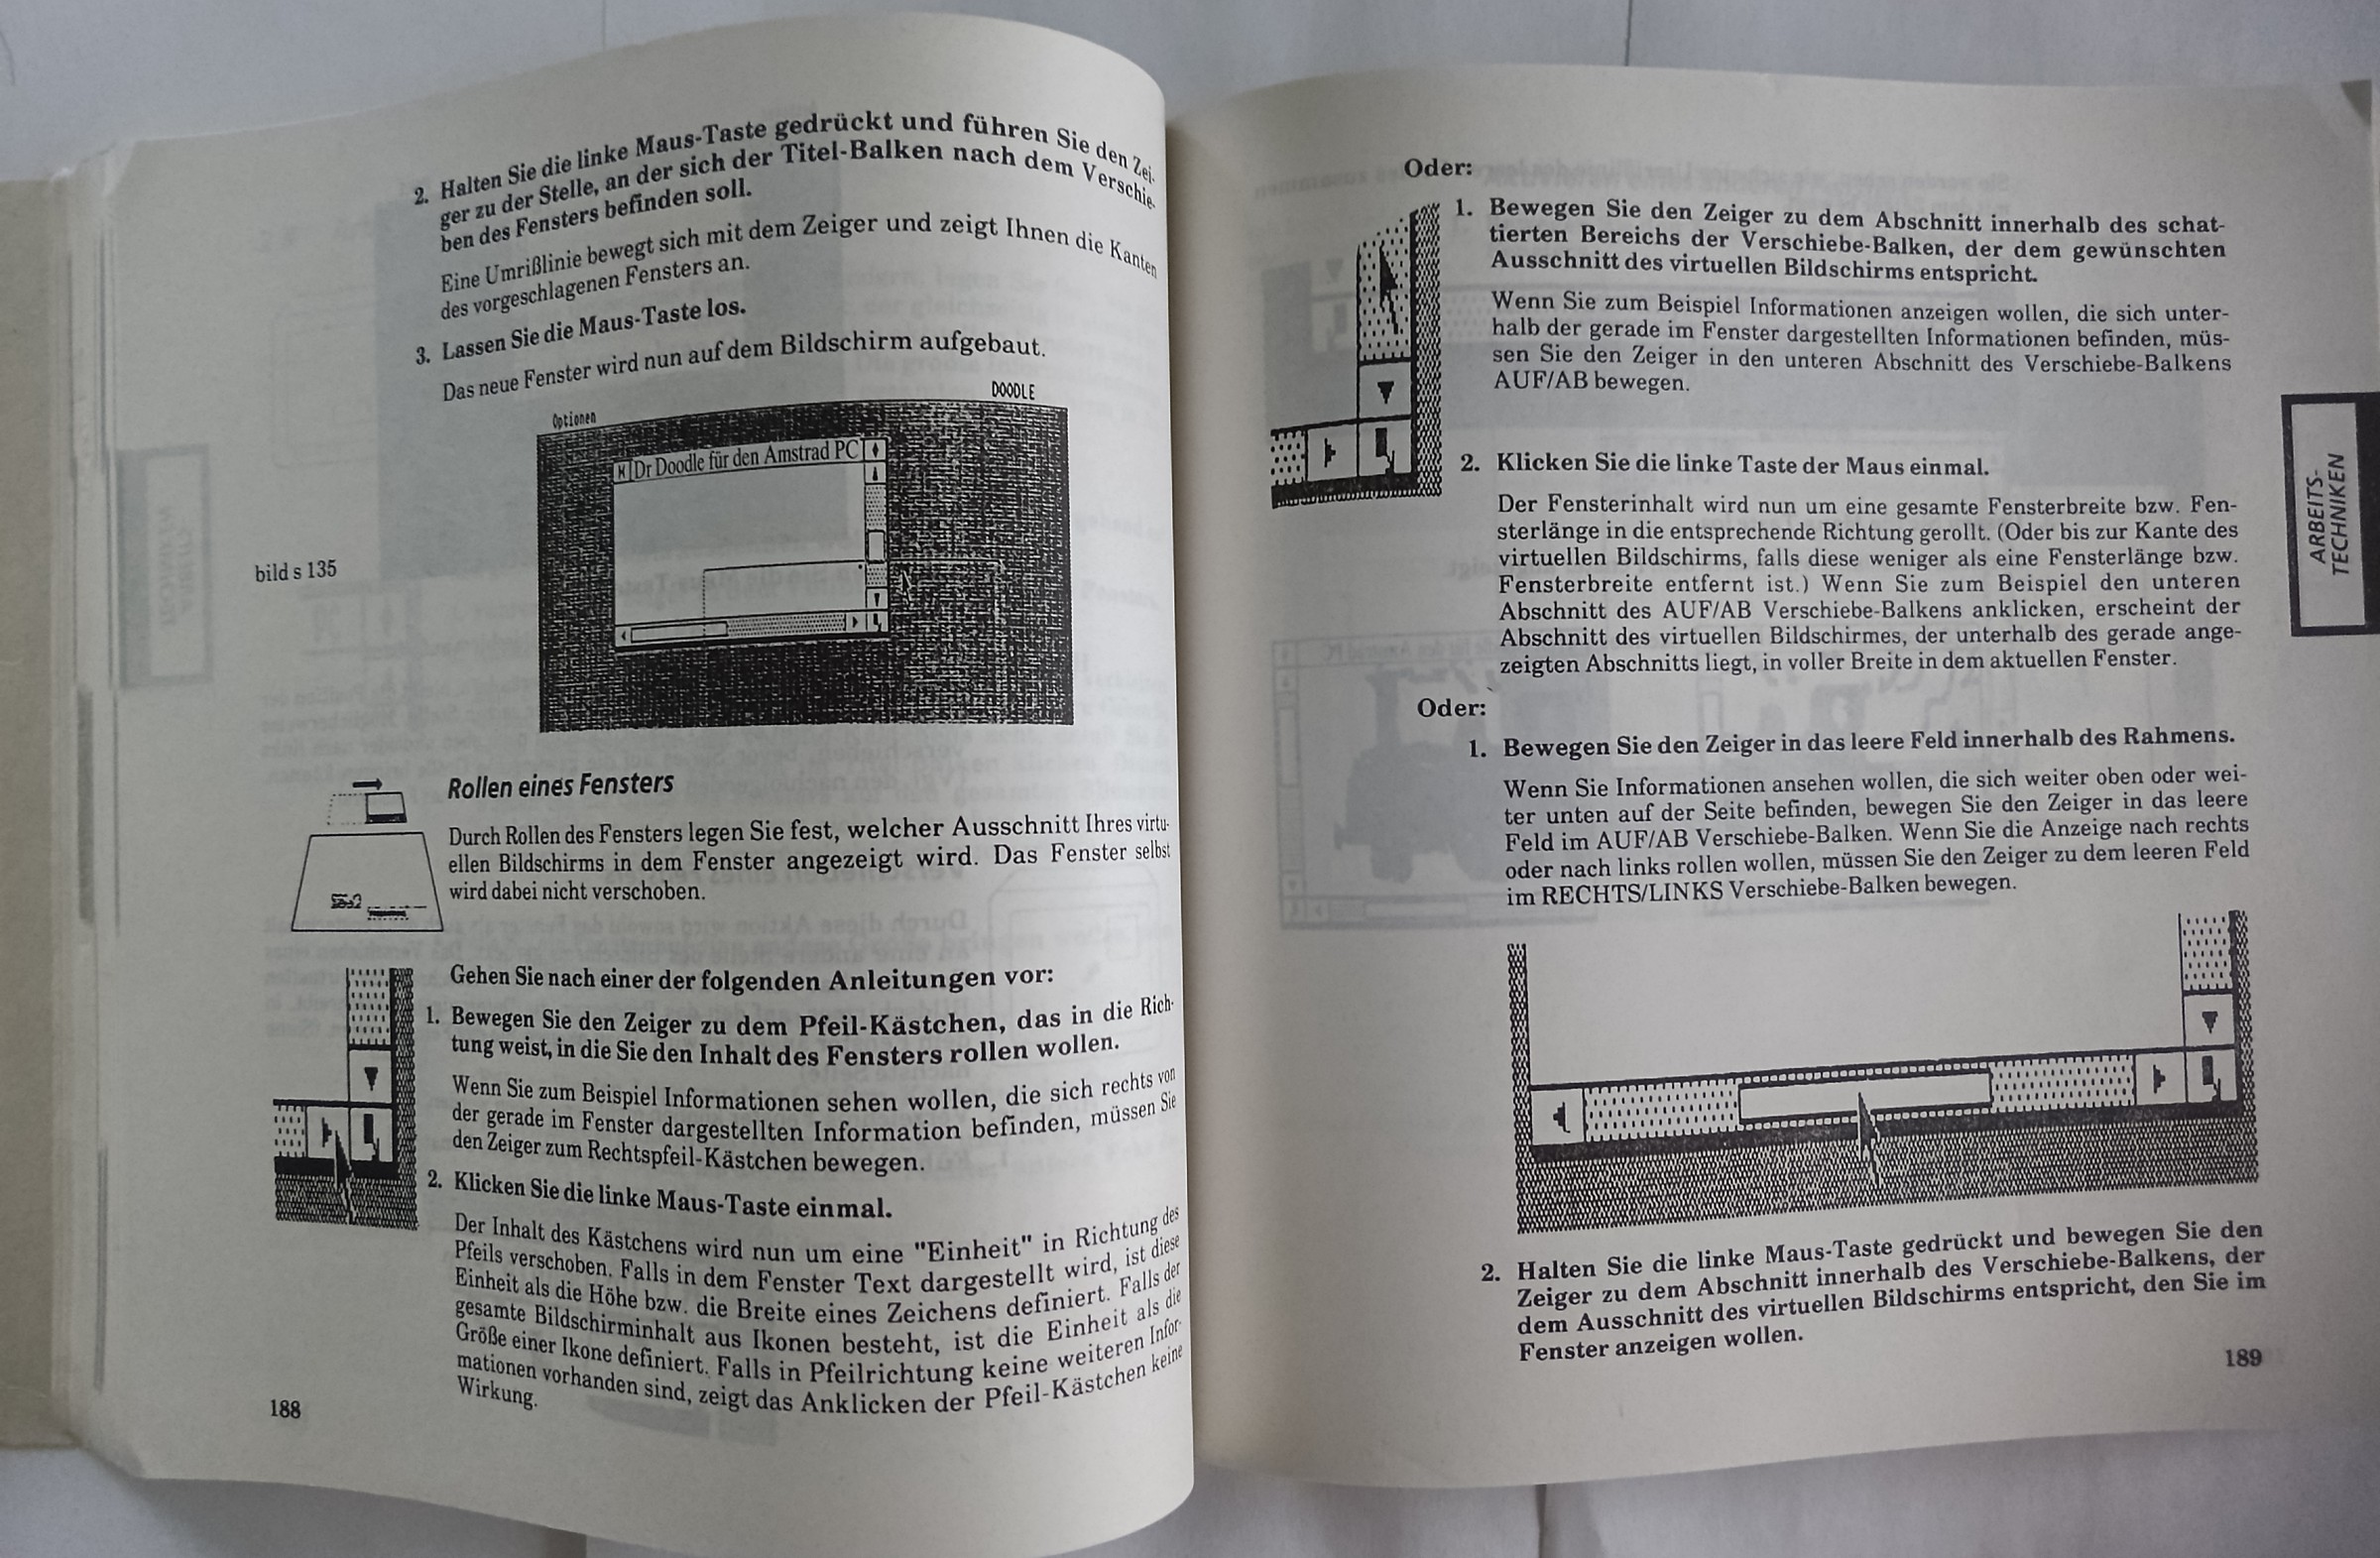 2. Halten Sie die linke Maus-Taste gedrückt und führen Sie den Zei-
ger zu der Stelle, an der sich der Titel-Balken nach dem Verschie-
ben des Fensters befinden soll.
Eine Umrißlinie bewegt sich mit dem Zeiger und zeigt Ihnen die Kanten
des vorgeschlagenen Fensters an.
3. Lassen Sie die Maus-Taste los.
Das neue Fenster wird nun auf dem Bildschirm aufgebaut.
DOODLE
Optionen
Dr Doodle für den Amstrad PC
bild s 135
Rollen eines Fensters
Durch Rollen des Fensters legen Sie fest, welcher Ausschnitt Ihres virtu-
ellen Bildschirms in dem Fenster angezeigt wird. Das Fenster selbst
wird dabei nicht verschoben.
Gehen Sie nach einer der folgenden Anleitungen vor:
1. Bewegen Sie den Zeiger zu dem Pfeil-Kästchen, das in die Rich-
tung weist, in die Sie den Inhalt des Fensters rollen wollen.
Wenn Sie zum Beispiel Informationen sehen wollen, die sich rechts von
der gerade im Fenster dargestellten Information befinden, müssen Sie
den Zeiger zum Rechtspfeil-Kästchen bewegen.
2. Klicken Sie die linke Maus-Taste einmal.
Der Inhalt des Kästchens wird nun um eine "Einheit" in Richtung des
Pfeils verschoben. Falls in dem Fenster Text dargestellt wird, ist diese
Einheit als die Höhe bzw. die Breite eines Zeichens definiert. Falls der
gesamte Bildschirminhalt aus Ikonen besteht, ist die Einheit als die
Größe einer Ikone definiert. Falls in Pfeilrichtung keine weiteren Infor-
mationen vorhanden sind, zeigt das Anklicken der Pfeil-Kästchen keine
Wirkung.
188
Oder:
1. Bewegen Sie den Zeiger zu dem Abschnitt innerhalb des schat-
tierten Bereichs der Verschiebe-Balken, der dem gewünschten
Ausschnitt des virtuellen Bildschirms entspricht.
Wenn Sie zum Beispiel Informationen anzeigen wollen, die sich unter-
halb der gerade im Fenster dargestellten Informationen befinden, müs-
sen Sie den Zeiger in den unteren Abschnitt des Verschiebe-Balkens
AUF/AB bewegen.
2. Klicken Sie die linke Taste der Maus einmal.
Der Fensterinhalt wird nun um eine gesamte Fensterbreite bzw. Fen-
sterlänge in die entsprechende Richtung gerollt. (Oder bis zur Kante des
virtuellen Bildschirms, falls diese weniger als eine Fensterlänge bzw.
Fensterbreite entfernt ist.) Wenn Sie zum Beispiel den unteren
Abschnitt des AUF/AB Verschiebe-Balkens anklicken, erscheint der
Abschnitt des virtuellen Bildschirmes, der unterhalb des gerade ange-
zeigten Abschnitts liegt, in voller Breite in dem aktuellen Fenster.
ARBEITS-
TECHNIKEN
Oder:
1. Bewegen Sie den Zeiger in das leere Feld innerhalb des Rahmens.
Wenn Sie Informationen ansehen wollen, die sich weiter oben oder wei-
ter unten auf der Seite befinden, bewegen Sie den Zeiger in das leere
Feld im AUF/AB Verschiebe-Balken. Wenn Sie die Anzeige nach rechts
oder nach links rollen wollen, müssen Sie den Zeiger zu dem leeren Feld
im RECHTS/LINKS Verschiebe-Balken bewegen.
2. Halten Sie die linke Maus-Taste gedrückt und bewegen Sie den
Zeiger zu dem Abschnitt innerhalb des Verschiebe-Balkens, der
dem Ausschnitt des virtuellen Bildschirms entspricht, den Sie im
Fenster anzeigen wollen.
189